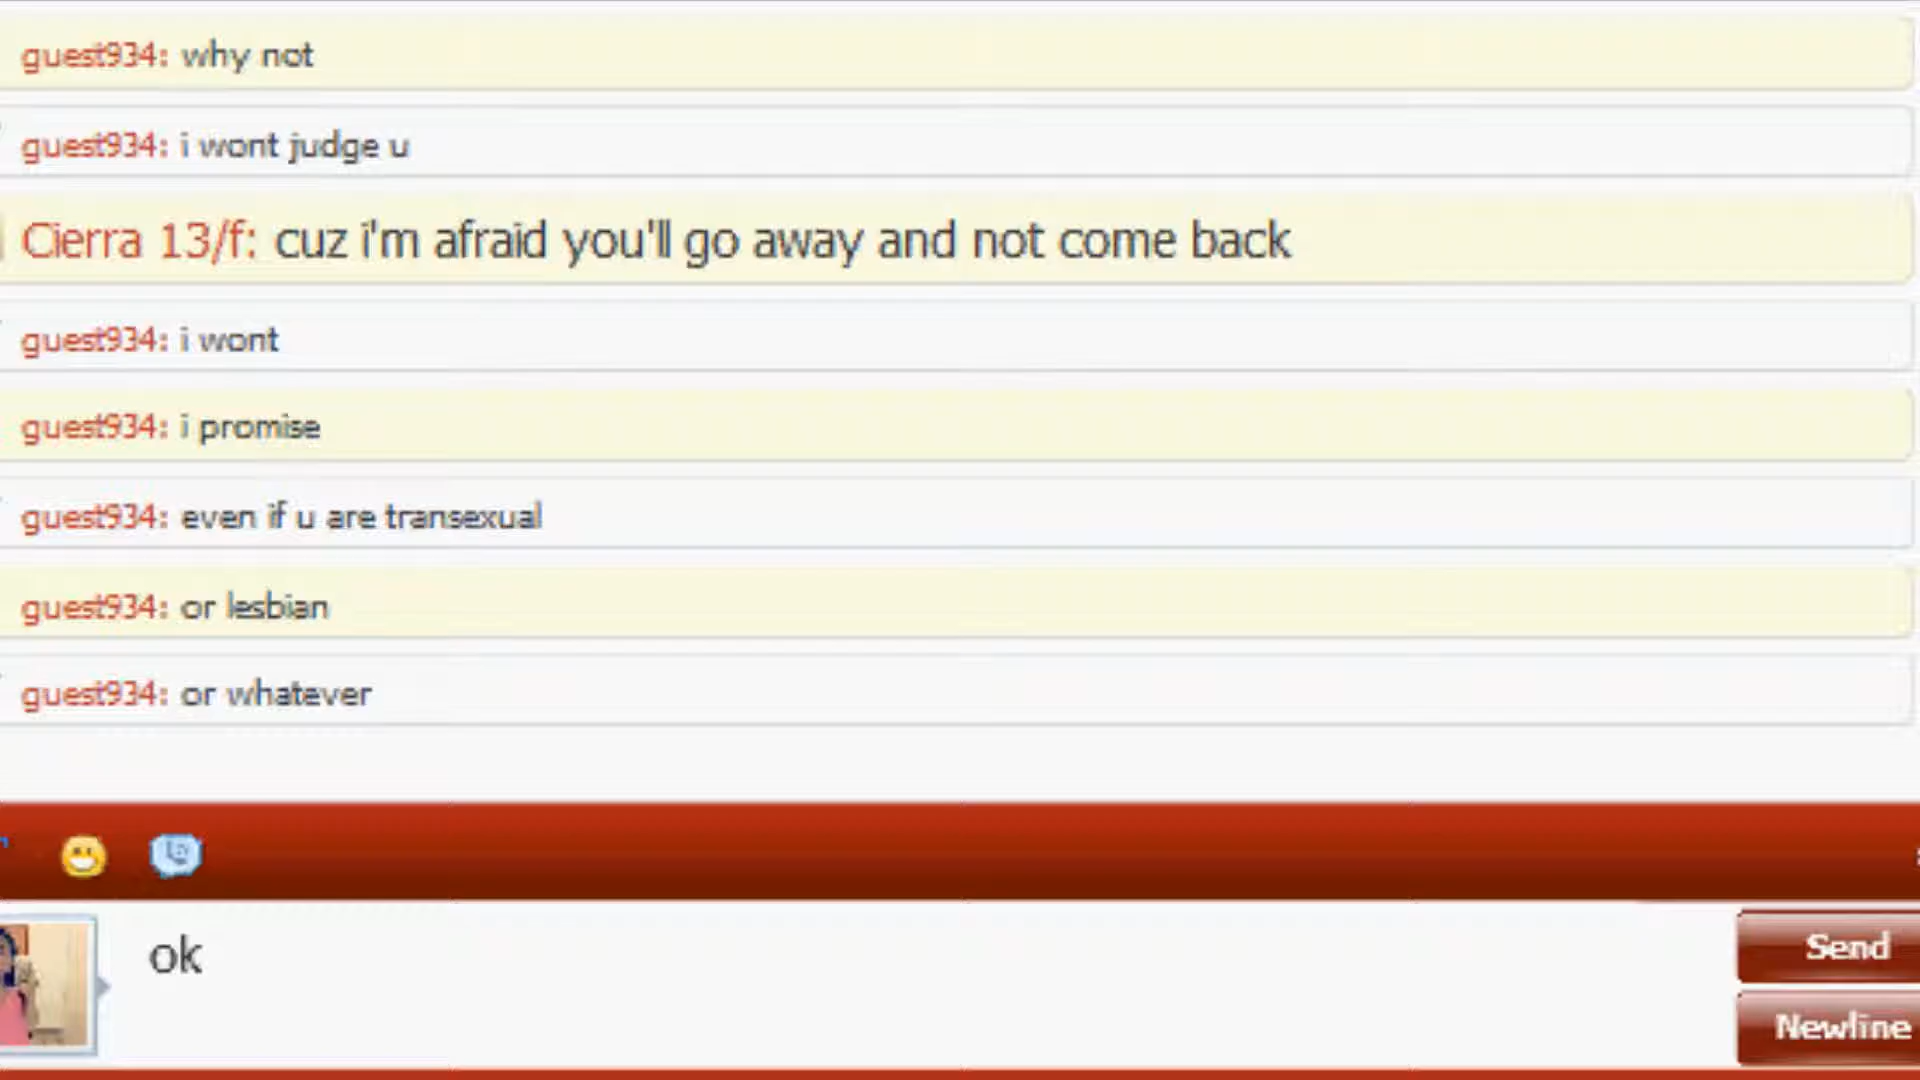 guest934: why not
guest934: i wont judge u
Cierra 13/f: cuz i'm afraid you'll go away and not come back
guest934: i wont
guest934: i promise
guest934: even if u are transexual
guest934: or lesbian
guest934: or whatever
ok
Send
Newline